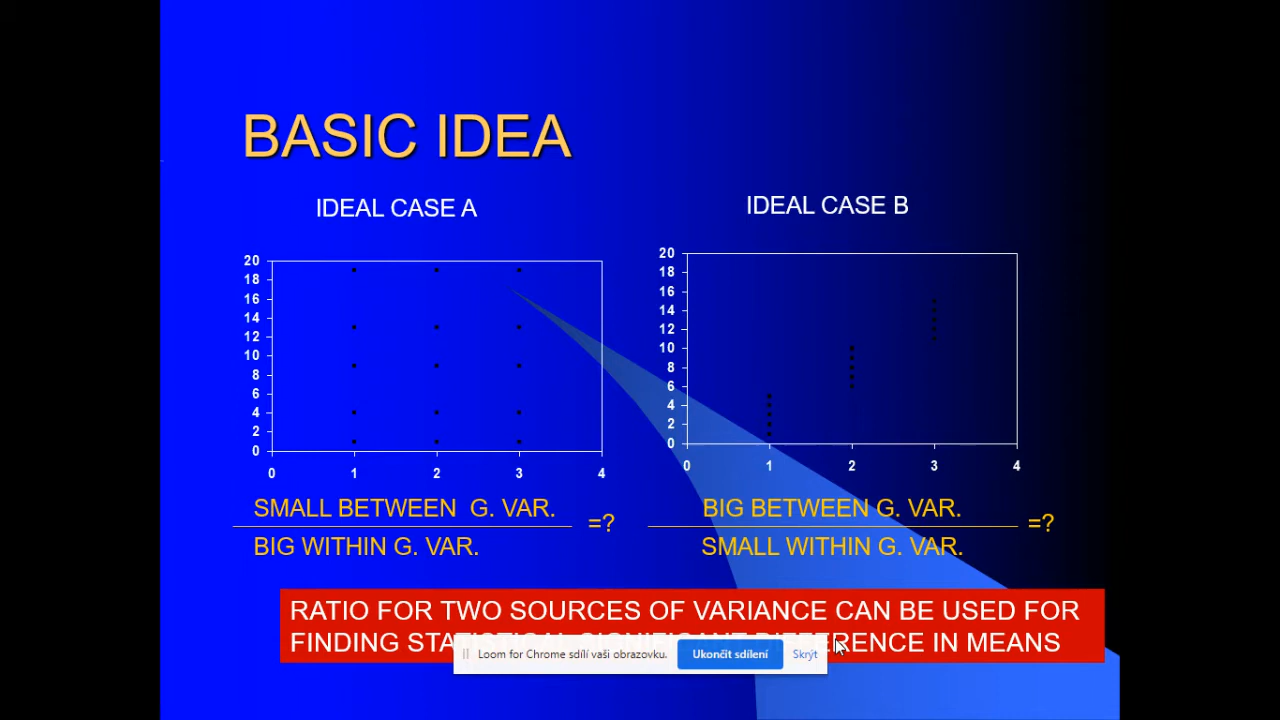 BASIC IDEA
IDEAL CASE A
IDEAL CASE B
20
18
16
14
12
10
8
6
4
2
0
0 1 2 3 4
20
18
16
14
12
10
8
6
4
2
0
0 1 2 3 4
SMALL BETWEEN G. VAR.
BIG WITHIN G. VAR.
=?
BIG BETWEEN G. VAR.
SMALL WITHIN G. VAR.
=?
RATIO FOR TWO SOURCES OF VARIANCE CAN BE USED FOR
FINDING STATISTICAL SIGNIFICANT DIFFERENCE IN MEANS
Loom for Chrome sdílí vaši obrazovku. Ukončit sdílení Skrýt